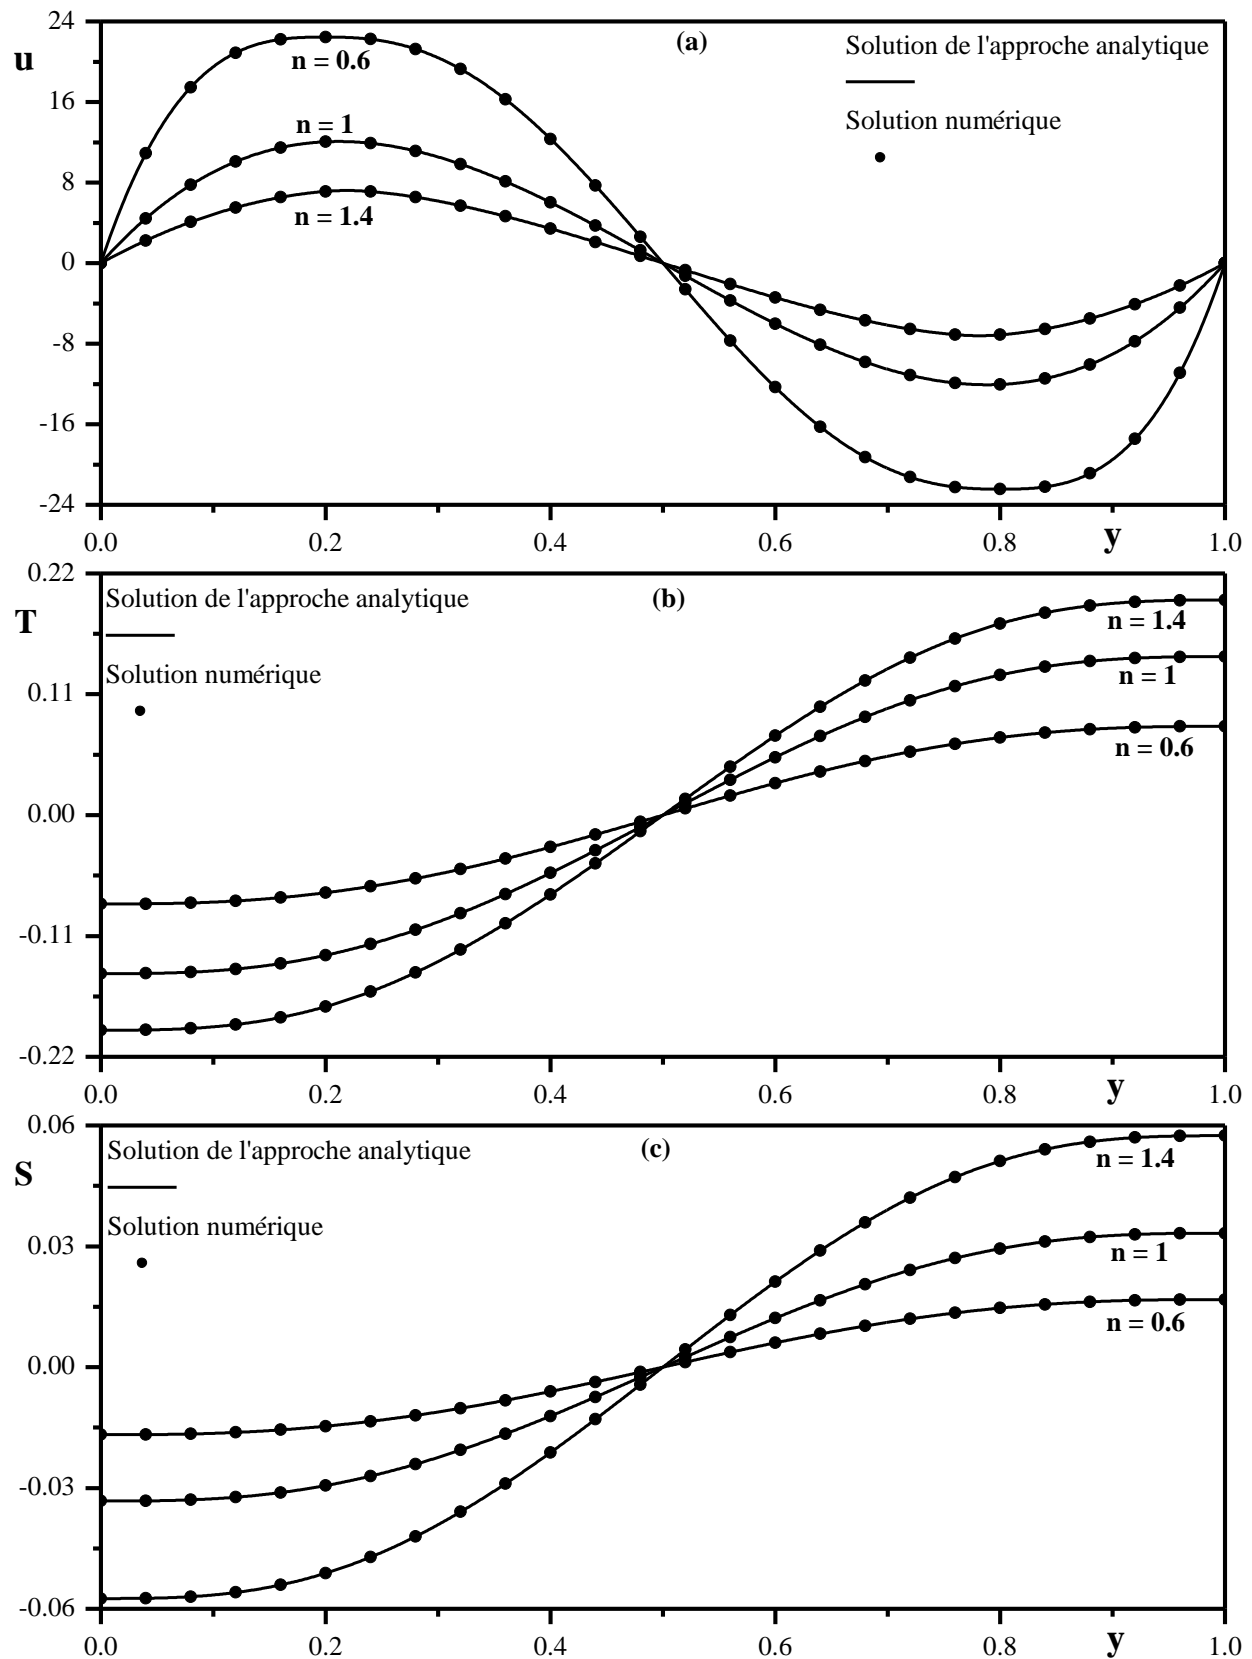 24
(a)
u
Solution de l'approche analytique
n = 0.6
16
Solution numérique
n = 1
8
n = 1.4
0
-8
-16
-24
0.0 0.2 0.4 0.6 0.8 y 1.0
0.22
Solution de l'approche analytique
(b)
T
n = 1.4
Solution numérique
n = 1
0.11
n = 0.6
0.00
-0.11
-0.22
0.0 0.2 0.4 0.6 0.8 y 1.0
0.06
Solution de l'approche analytique
(c)
S
n = 1.4
Solution numérique
0.03
n = 1
n = 0.6
0.00
-0.03
-0.06
0.0 0.2 0.4 0.6 0.8 y 1.0